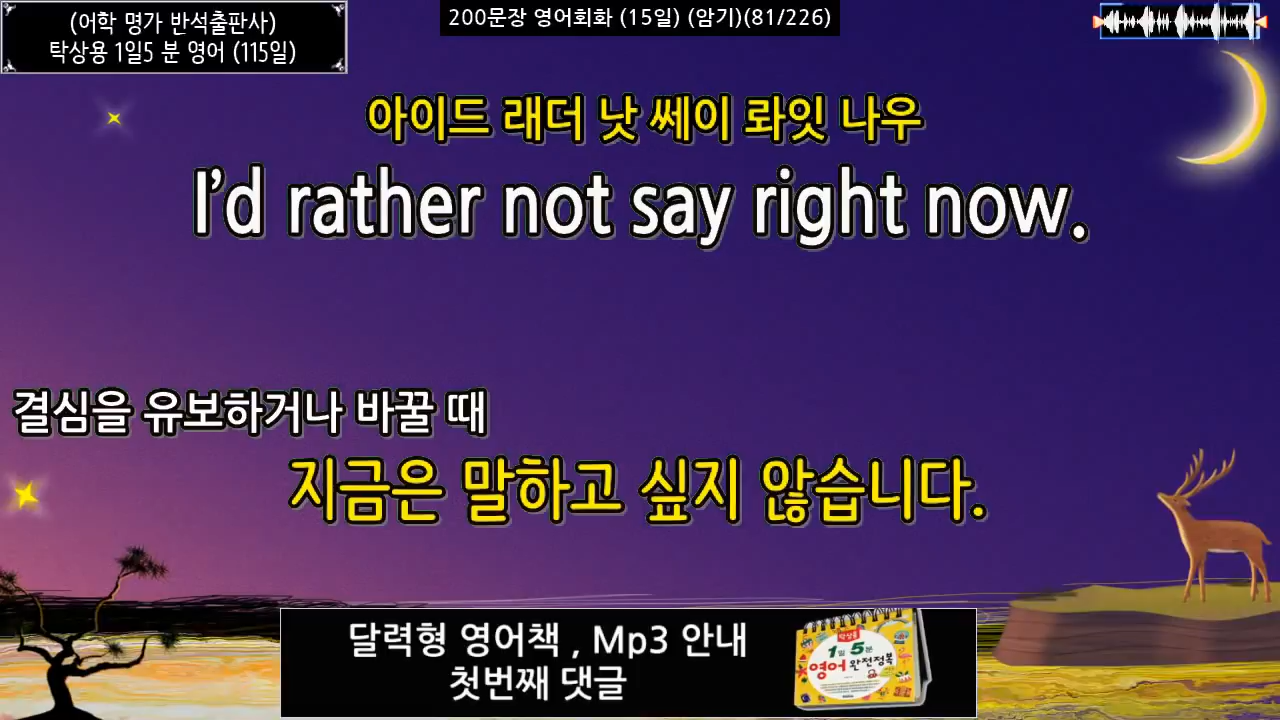 (어학 명가 반석출판사)
탁상용 1일5 분 영어 (115일)
200문장 영어회화 (15일) (암기)(81/226)
아이드 래더 낫 쎄이 롸잇 나우
I'd rather not say right now.
결심을 유보하거나 바꿀 때
지금은 말하고 싶지 않습니다.
달력형 영어책 , Mp3 안내
첫번째 댓글
탁상용
1일 5분
영어 완전정복